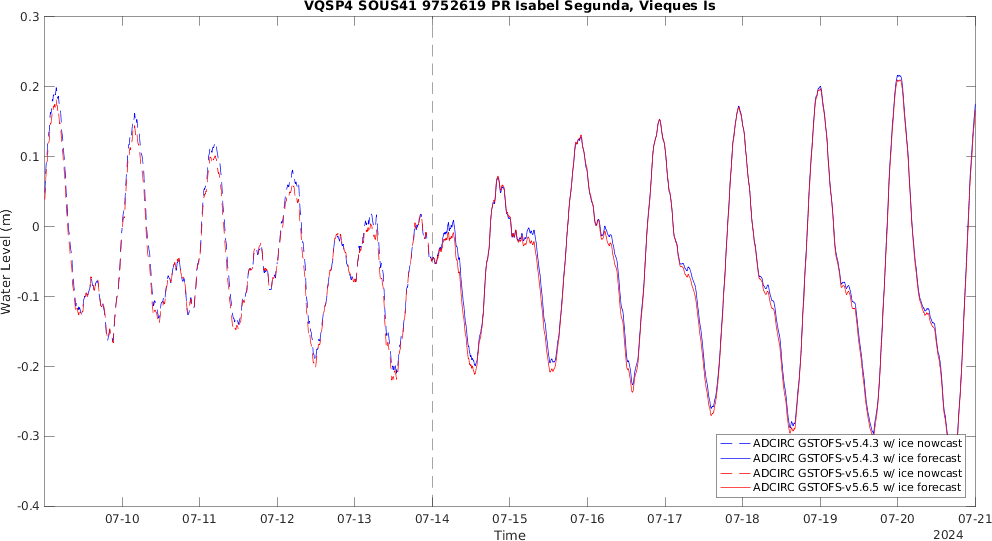 VQSP4 SOUS41 9752619 PR Isabel Segunda, Vieques Is
0.3
0.2
0.1
0
-0.1
-0.2
-0.3
-0.4
Water Level (m)
07-10 07-11 07-12 07-13 07-14 07-15 07-16 07-17 07-18 07-19 07-20 07-21
Time
2024
ADCIRC GSTOFS-v5.4.3 w/ ice nowcast
ADCIRC GSTOFS-v5.4.3 w/ ice forecast
ADCIRC GSTOFS-v5.6.5 w/ ice nowcast
ADCIRC GSTOFS-v5.6.5 w/ ice forecast